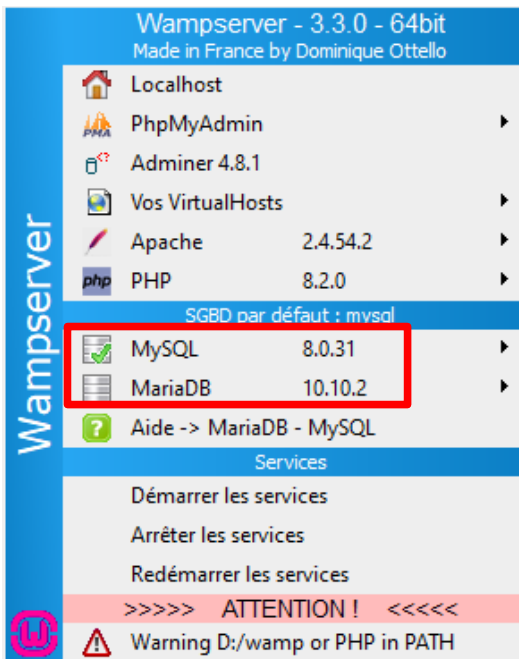 Wampserver - 3.3.0 - 64bit
Made in France by Dominique Ottello
Wampserver
Localhost
PMA PhpMyAdmin
Adminer 4.8.1
Vos VirtualHosts
Apache 2.4.54.2
php PHP 8.2.0
SGBD par défaut : mysql
MySQL 8.0.31
MariaDB 10.10.2
? Aide -> MariaDB - MySQL
Services
Démarrer les services
Arrêter les services
Redémarrer les services
>>>>> ATTENTION ! <<<<<
Warning D:/wamp or PHP in PATH